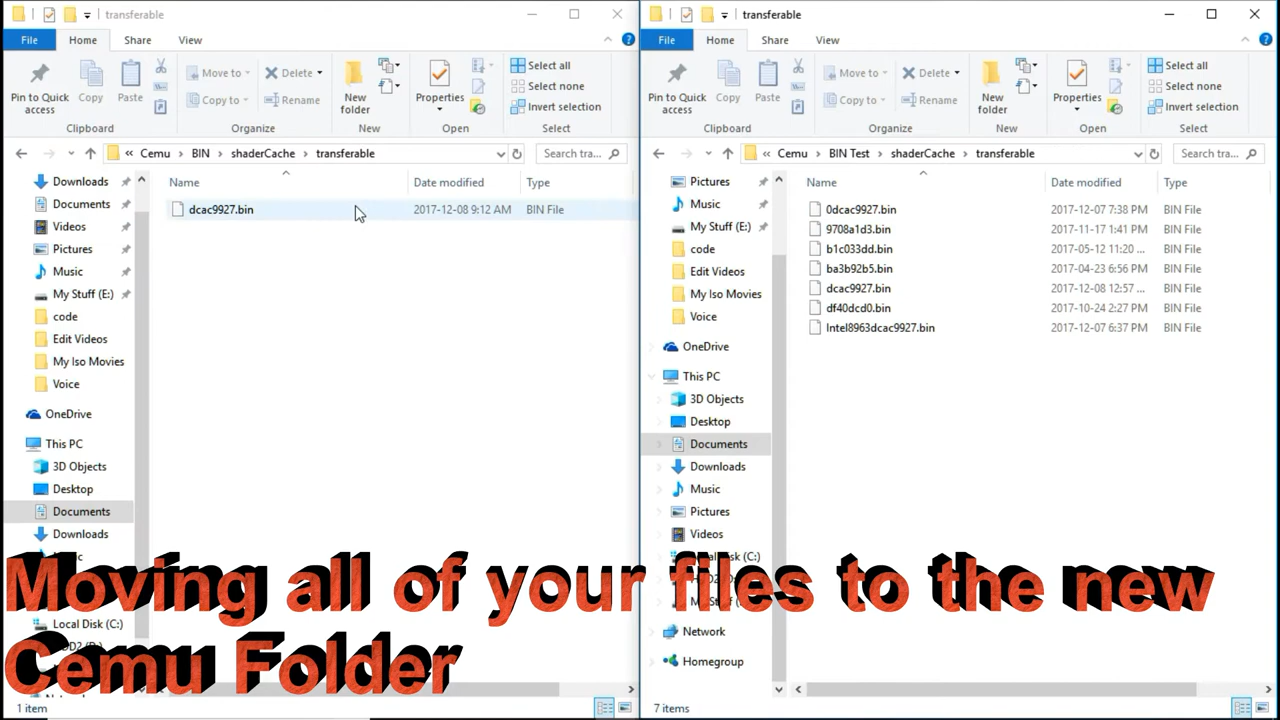 transferable
File Home Share View
Pin to Quick access
Copy
Paste
Move to
Copy to
Delete
Rename
New folder
Properties
Select all
Select none
Invert selection
Clipboard Organize New Open Select
Cemu BIN shaderCache transferable
Search tra...
Name Date modified Type
dcac9927.bin 2017-12-08 9:12 AM BIN File
Downloads
Documents
Videos
Pictures
Music
My Stuff (E:)
code
Edit Videos
My Iso Movies
Voice
OneDrive
This PC
3D Objects
Desktop
Documents
Downloads
Local Disk (C:)
1 item
transferable
File Home Share View
Pin to Quick access
Copy
Paste
Move to
Copy to
Delete
Rename
New folder
Properties
Select all
Select none
Invert selection
Clipboard Organize New Open Select
Cemu BIN Test shaderCache transferable
Search tra...
Name Date modified Type
0dcac9927.bin 2017-12-07 7:38 PM BIN File
9708a1d3.bin 2017-11-17 1:41 PM BIN File
b1c033dd.bin 2017-05-12 11:20 ... BIN File
ba3b92b5.bin 2017-04-23 6:56 PM BIN File
dcac9927.bin 2017-12-08 12:57 ... BIN File
df40dcd0.bin 2017-10-24 2:27 PM BIN File
Intel8963dcac9927.bin 2017-12-07 6:37 PM BIN File
Pictures
Music
My Stuff (E:)
code
Edit Videos
My Iso Movies
Voice
OneDrive
This PC
3D Objects
Desktop
Documents
Downloads
Music
Pictures
Videos
Network
Homegroup
7 items
Moving all of your files to the new
Cemu Folder